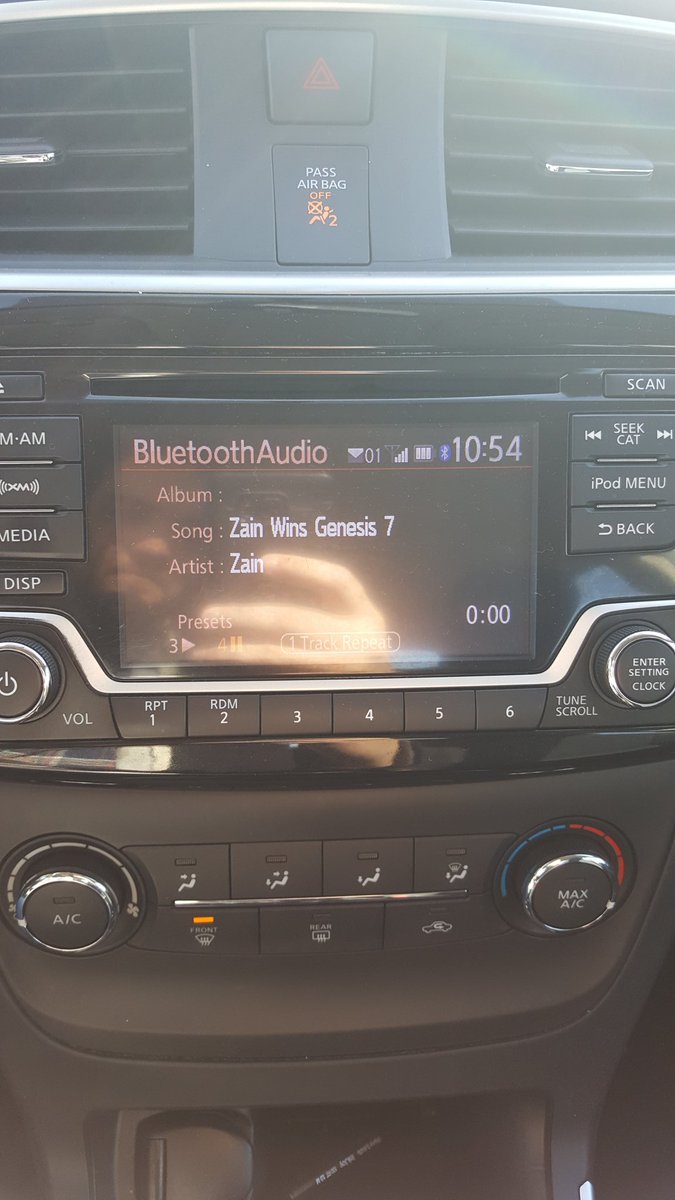 PASS
AIR BAG
OFF
2
SCAN
M·AM
SEEK
CAT
((XM))
iPod MENU
MEDIA
BACK
DISP
BluetoothAudio 01 10:54
Album :
Song : Zain Wins Genesis 7
Artist : Zain
Presets
0:00
3 4 1 Track Repeat
ENTER
SETTING
CLOCK
VOL
RPT
1
RDM
2
3
4
5
6
TUNE
SCROLL
A/C
MAX
A/C
FRONT
REAR